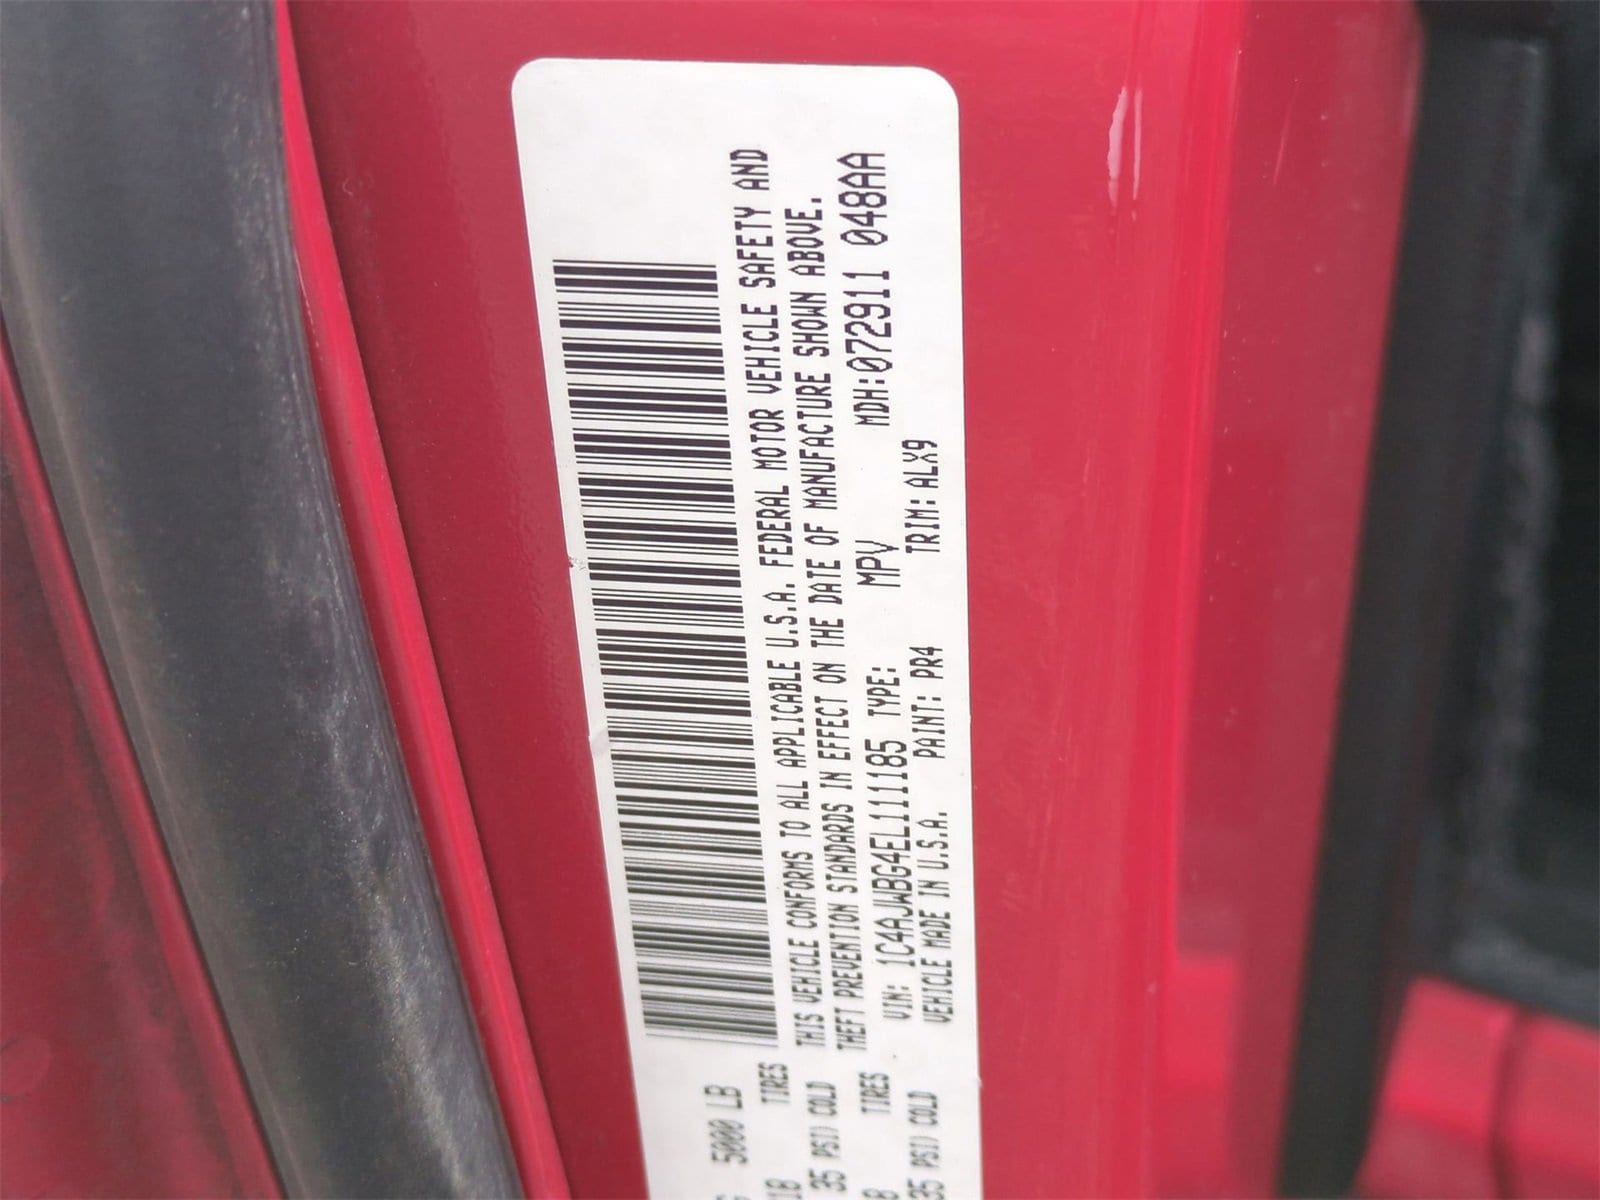 5000 LB
TIRES
35 PSI) COLD
TIRES
35 PSI) COLD
THIS VEHICLE CONFORMS TO ALL APPLICABLE U.S.A. FEDERAL MOTOR VEHICLE SAFETY AND
THEFT PREVENTION STANDARDS IN EFFECT ON THE DATE OF MANUFACTURE SHOWN ABOVE.
VIN: 1C4AJWBG4EL111185 TYPE: MPV MDH:072911 048AA
VEHICLE MADE IN U.S.A. PAINT: PR4 TRIM:ALX9